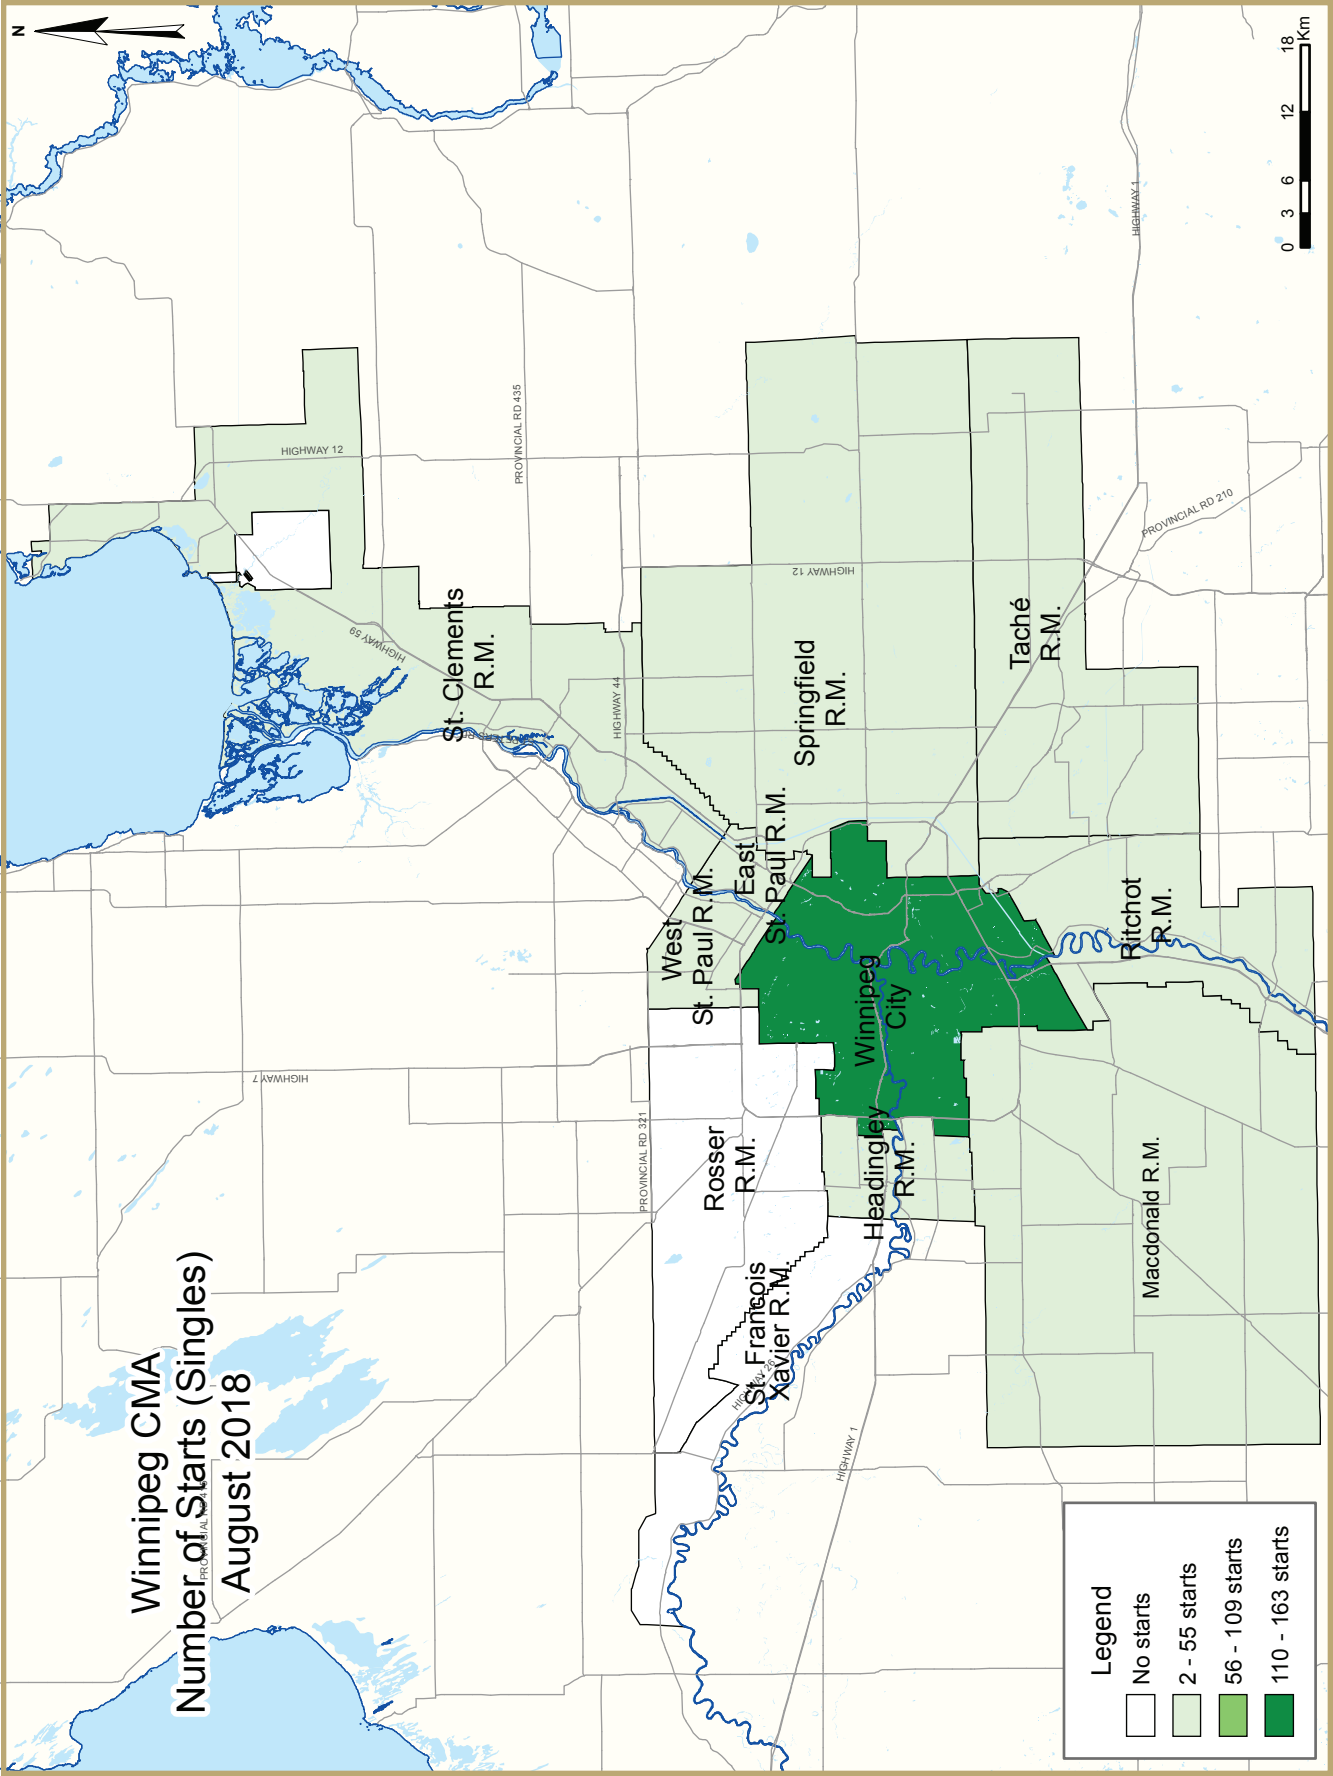 Winnipeg CMA
Number of Starts (Singles)
August 2018
N
HIGHWAY 12
PROVINCIAL RD 435
HIGHWAY 59
St. Clements
R.M.
HIGHWAY 44
HIGHWAY 7
PROVINCIAL RD 321
West
St. Paul R.M.
East
St. Paul R.M.
Springfield
R.M.
HIGHWAY 12
Rosser
R.M.
St. Francois
Xavier R.M.
HIGHWAY 26
Winnipeg
City
Headingley
R.M.
HIGHWAY 1
Taché
R.M.
HIGHWAY 1
PROVINCIAL RD 210
Ritchot
R.M.
Macdonald R.M.
Legend
No starts
2 - 55 starts
56 - 109 starts
110 - 163 starts
0 3 6 12 18
Km